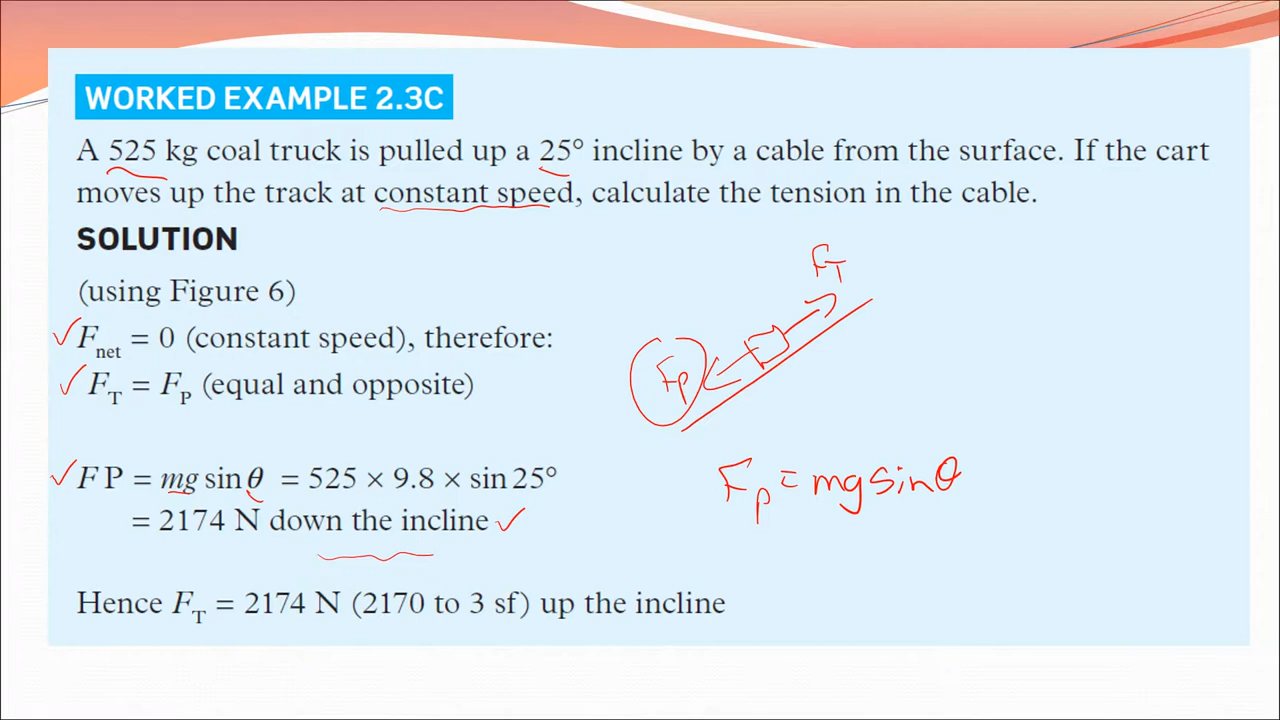 WORKED EXAMPLE 2.3C
A 525 kg coal truck is pulled up a 25° incline by a cable from the surface. If the cart
moves up the track at constant speed, calculate the tension in the cable.
SOLUTION
(using Figure 6)
F_net = 0 (constant speed), therefore:
F_T = F_P (equal and opposite)
F_T
F_P
F P = mg sin θ = 525 × 9.8 × sin 25°
F_P = mg sin θ
= 2174 N down the incline
Hence F_T = 2174 N (2170 to 3 sf) up the incline